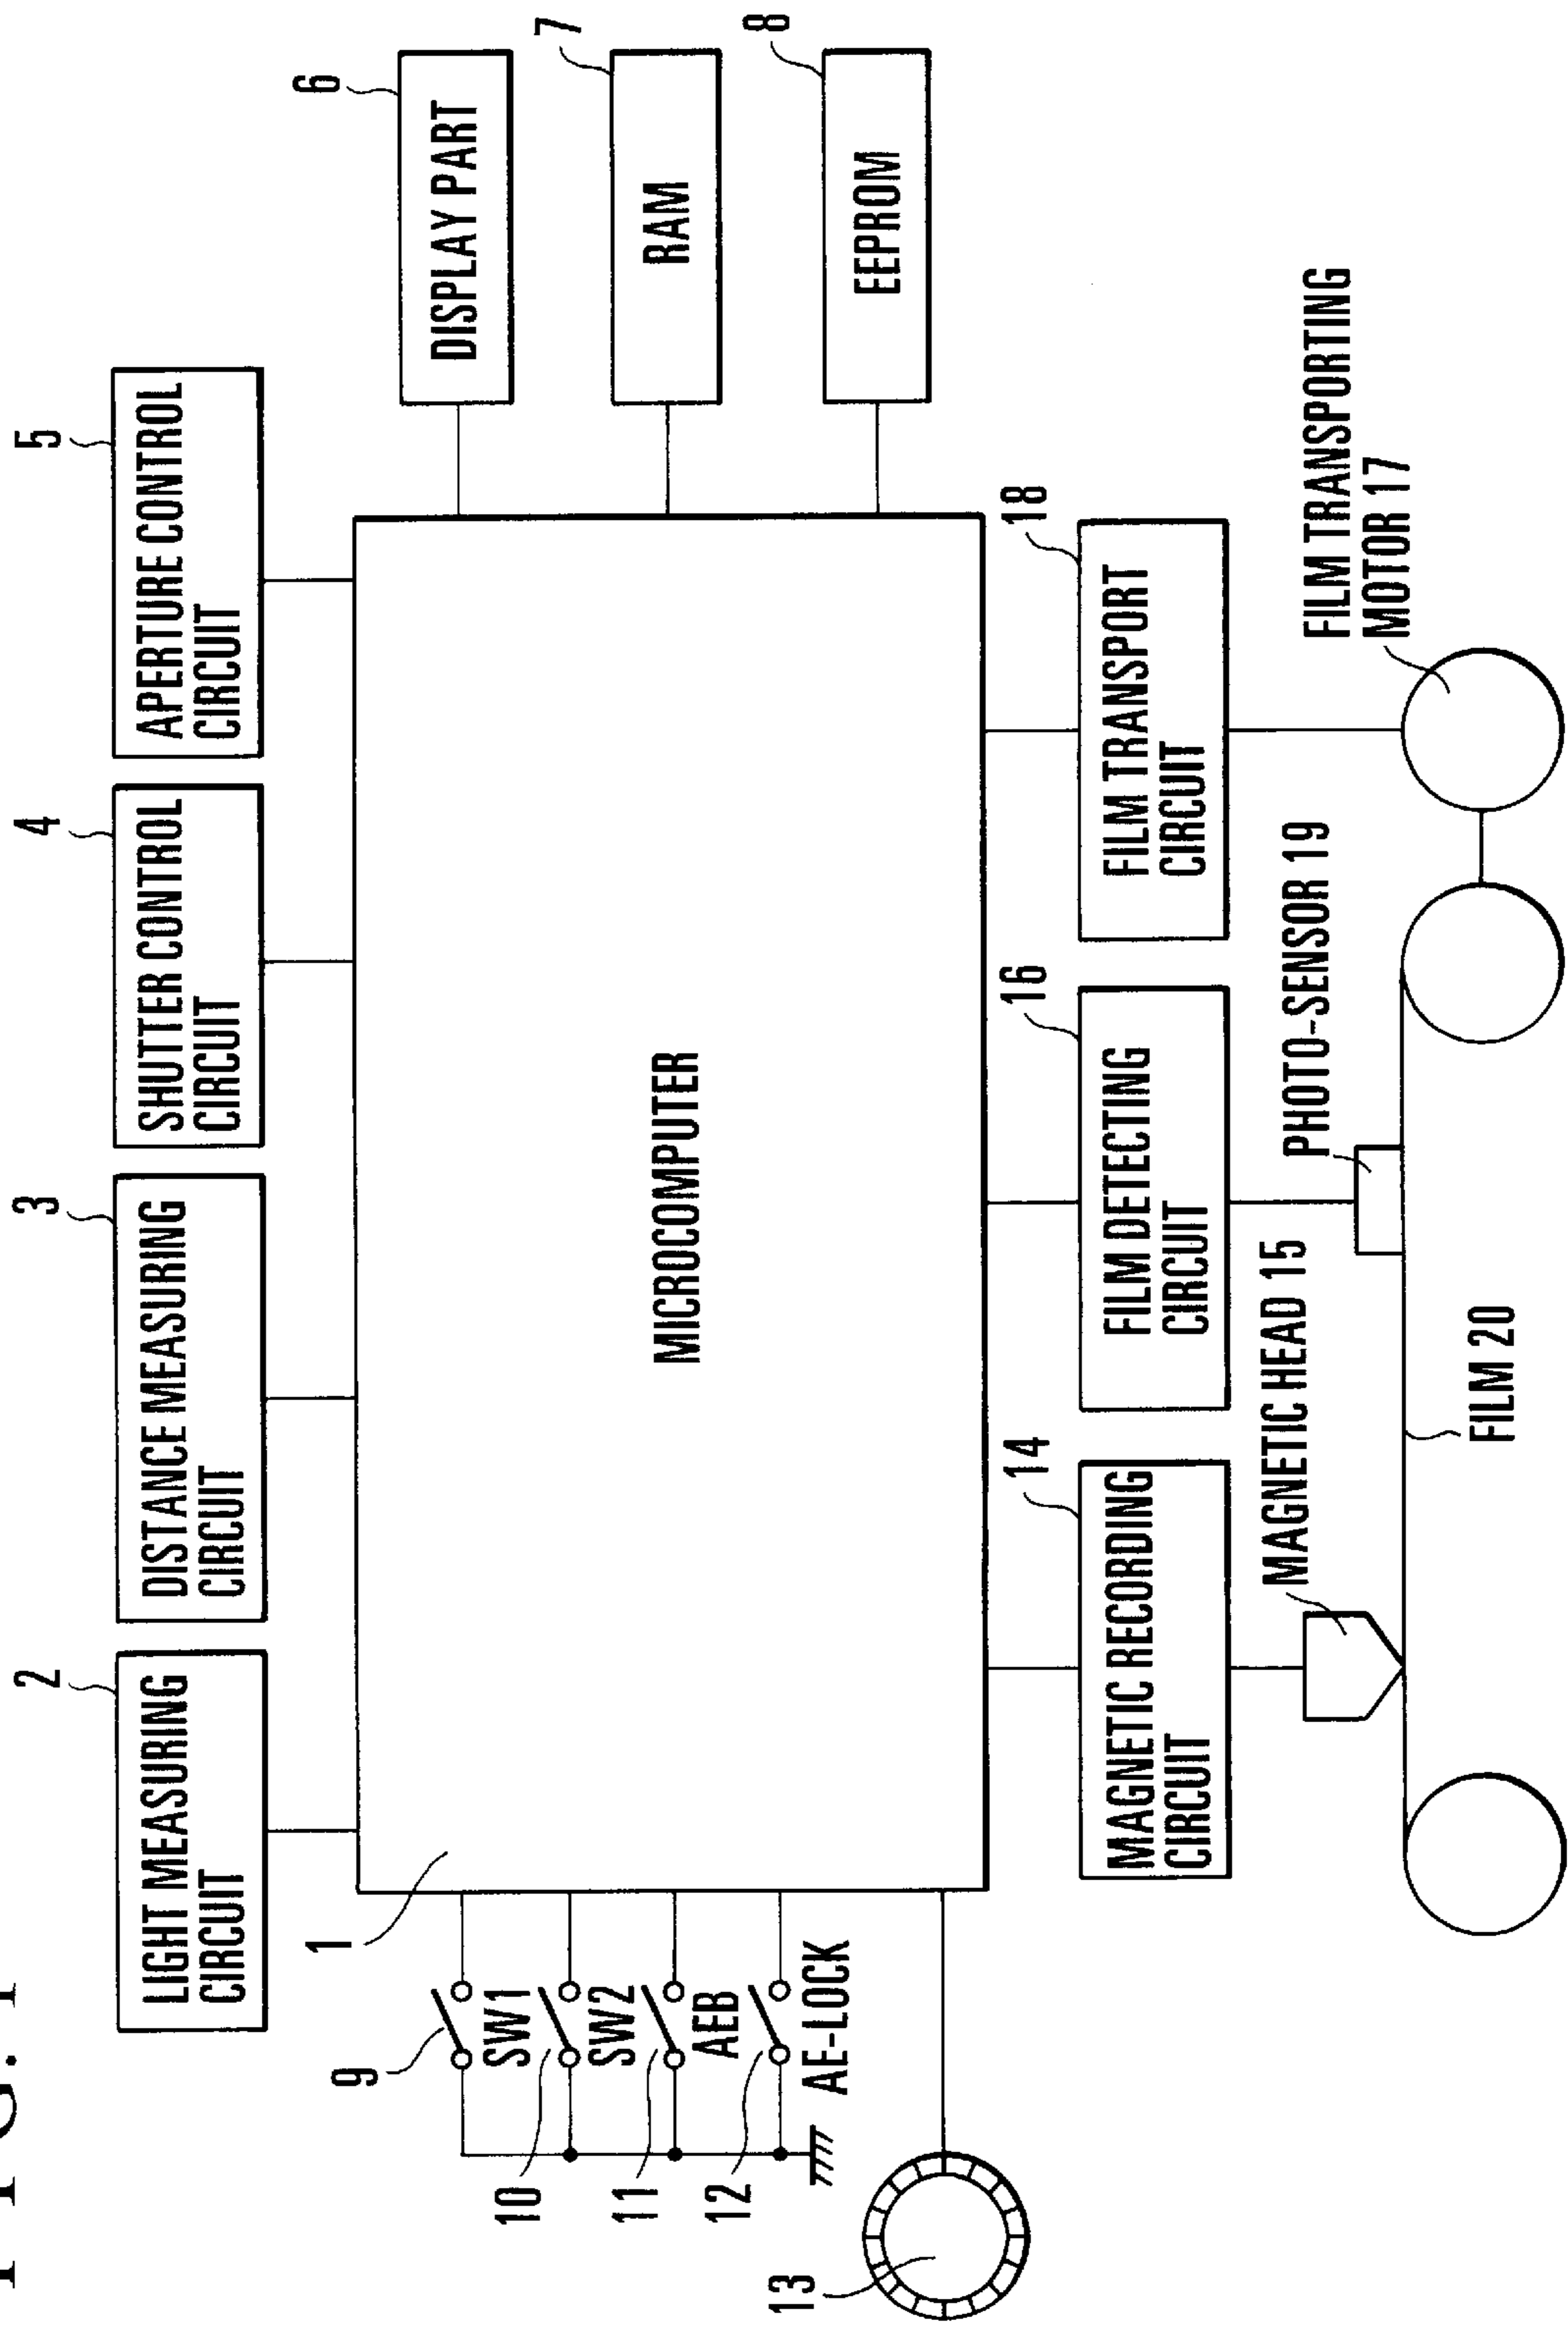 FIG. 1
2
LIGHT MEASURING
CIRCUIT
3
DISTANCE MEASURING
CIRCUIT
4
SHUTTER CONTROL
CIRCUIT
5
APERTURE CONTROL
CIRCUIT
1
MICROCOMPUTER
6
DISPLAY PART
7
RAM
8
EEPROM
9
SW1
10
SW2
11
AEB
12
AE-LOCK
13
14
MAGNETIC RECORDING
CIRCUIT
16
FILM DETECTING
CIRCUIT
18
FILM TRANSPORT
CIRCUIT
MAGNETIC HEAD 15
PHOTO-SENSOR 19
FILM TRANSPORTING
MOTOR 17
FILM 20